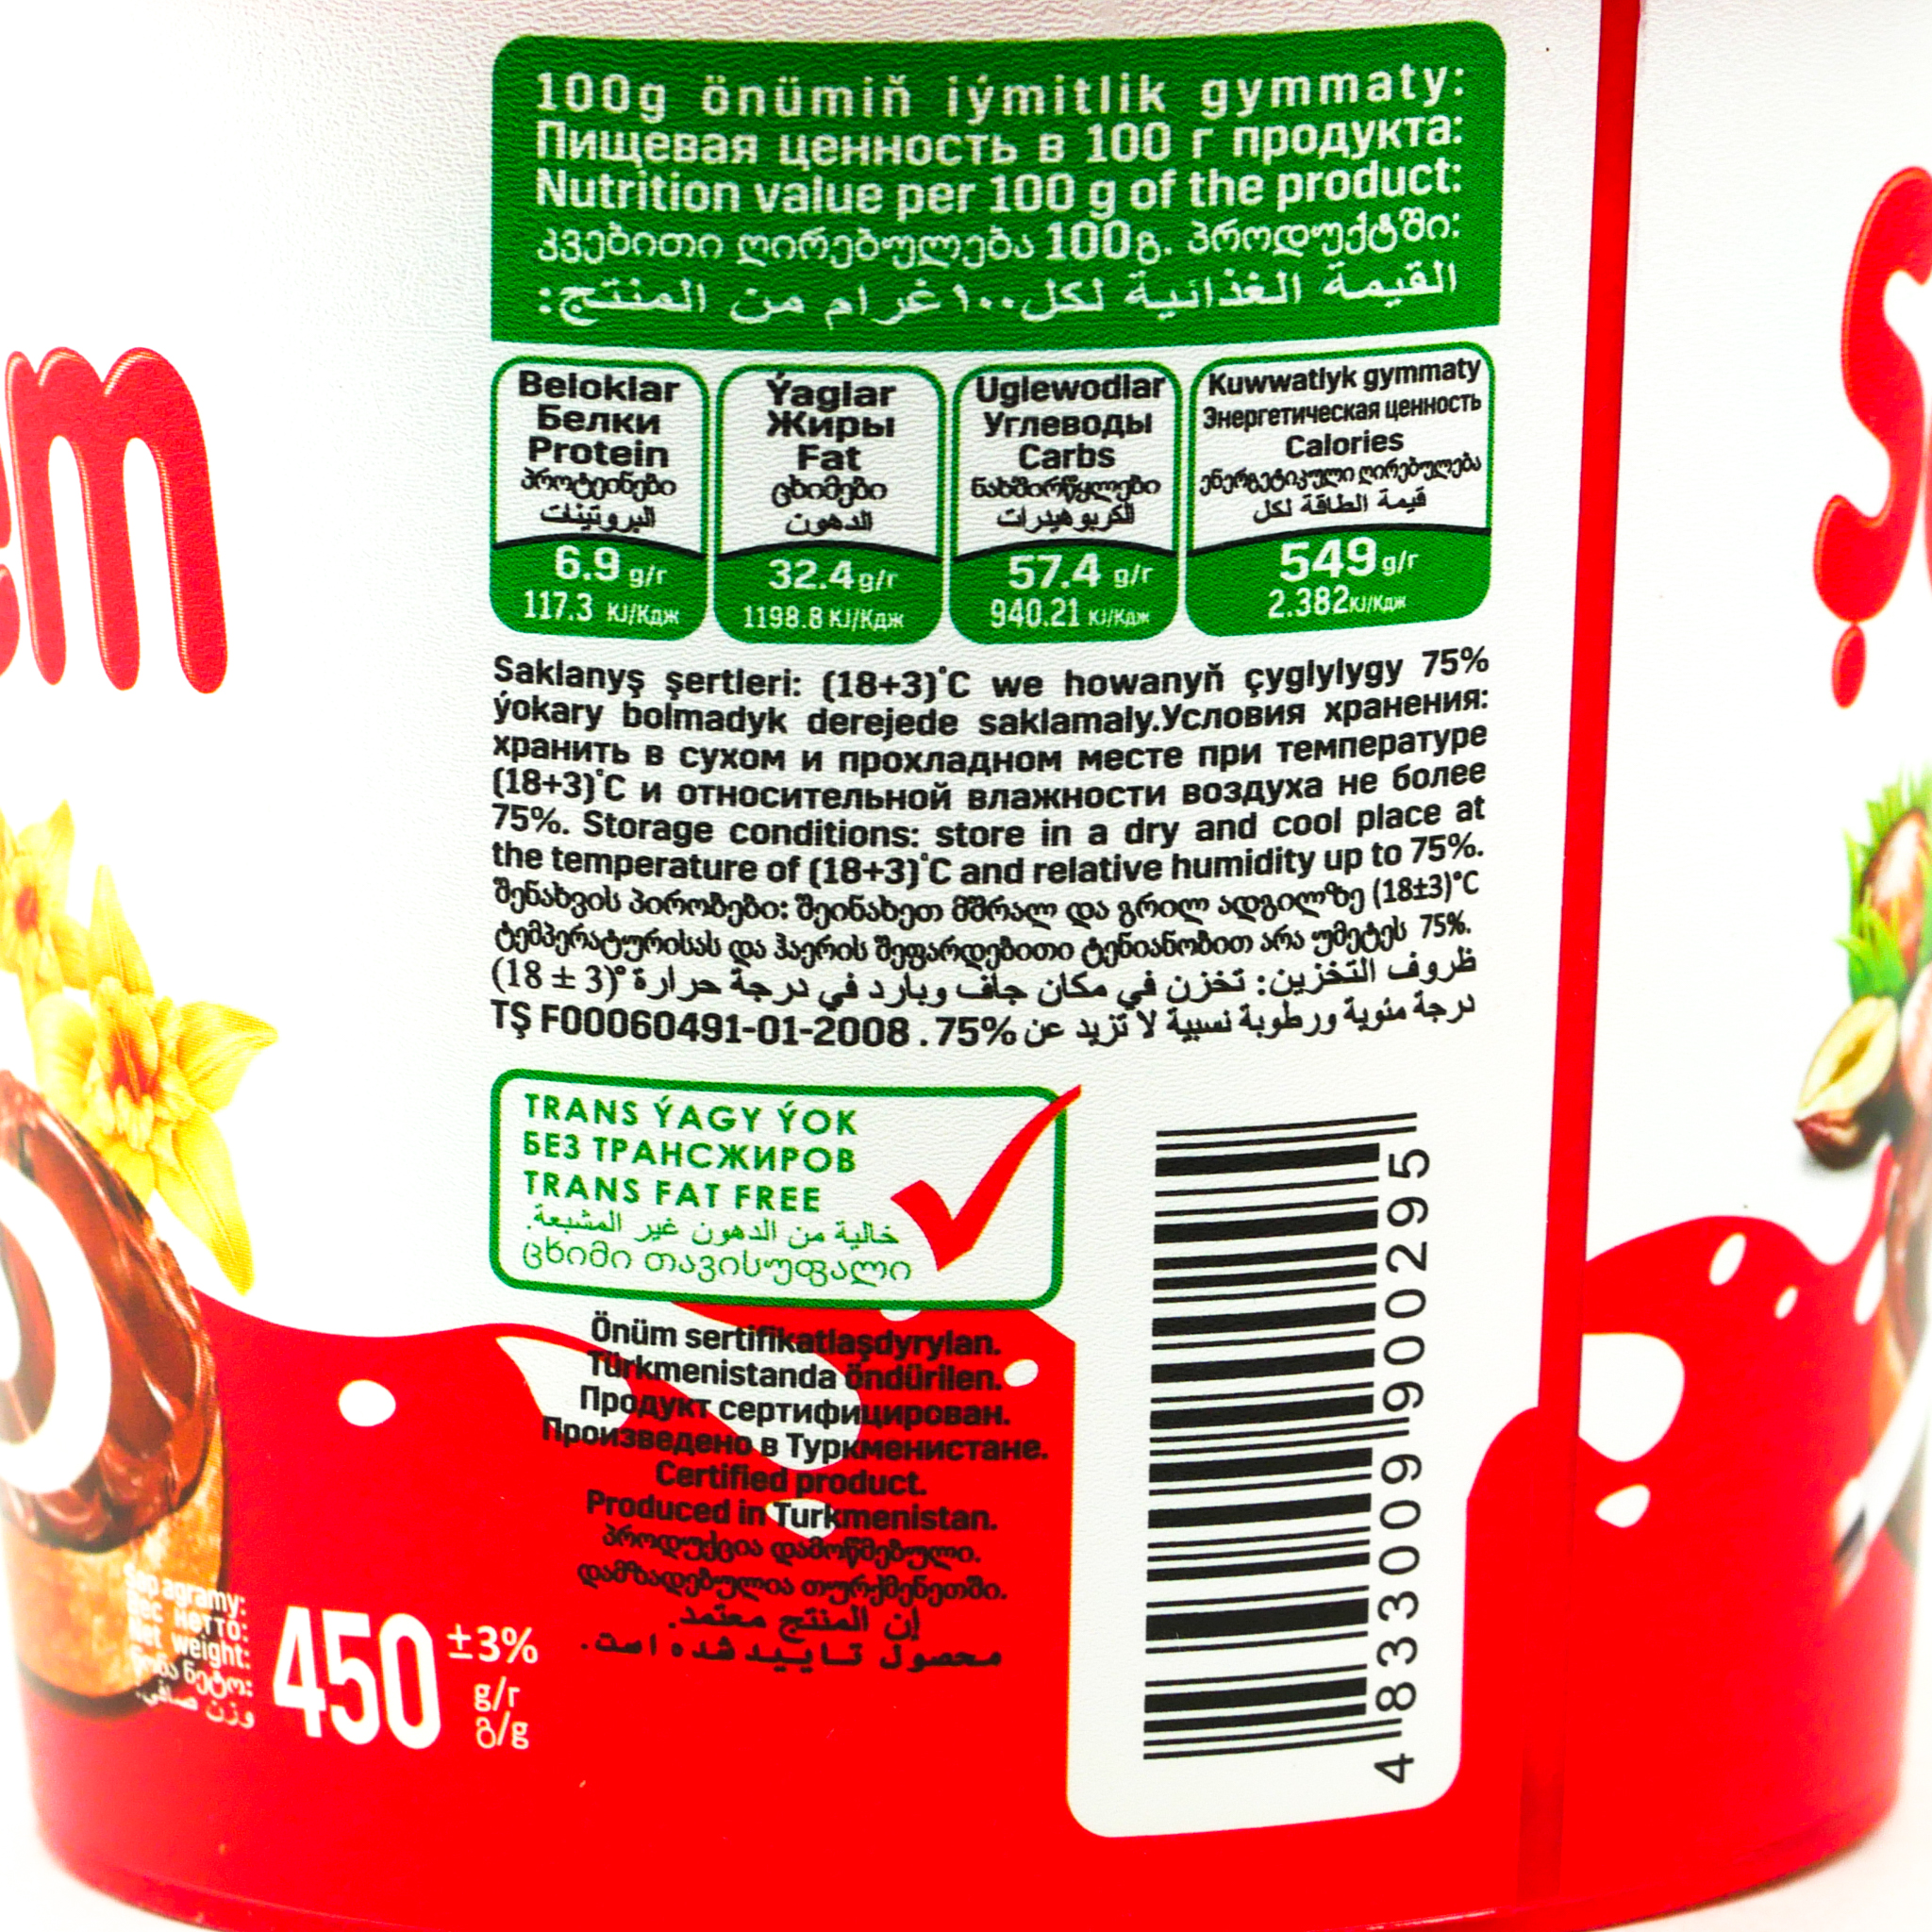 100g önümiň iýmitlik gymmaty:
Пищевая ценность в 100 г продукта:
Nutrition value per 100 g of the product:
კვებითი ღირებულება 100გ. პროდუქტში:
القيمة الغذائية لكل١٠٠غرام من المنتج:
Beloklar
Белки
Protein
პროტეინები
البروتينات
6.9 g/г
117.3 KJ/Кдж
Ýaglar
Жиры
Fat
ცხიმები
الدهون
32.4 g/г
1198.8 KJ/Кдж
Uglewodlar
Углеводы
Carbs
ნახშირწყლები
الكربوهيدرات
57.4 g/г
940.21 KJ/Кдж
Kuwwatlyk gymmaty
Энергетическая ценность
Calories
ენერგეტიკული ღირებულება
قيمة الطاقة لكل
549 g/г
2.382 KJ/Кдж
Saklanyş şertleri: (18+3)°C we howanyň çyglylygy 75%
ýokary bolmadyk derejede saklamaly.Условия хранения:
хранить в сухом и прохладном месте при температуре
(18+3)°C и относительной влажности воздуха не более
75%. Storage conditions: store in a dry and cool place at
the temperature of (18+3)°C and relative humidity up to 75%.
შენახვის პირობები: შეინახეთ მშრალ და გრილ ადგილზე (18±3)°C
ტემპერატურისას და ჰაერის შეფარდებითი ტენიანობით არა უმეტეს 75%.
ظروف التخزين: تخزن في مكان جاف وبارد في درجة حرارة °(3 ± 18)
درجة مئوية ورطوبة نسبية لا تزيد عن 75%. TŞ F00060491-01-2008
TRANS ÝAGY ÝOK
БЕЗ ТРАНСЖИРОВ
TRANS FAT FREE
خالية من الدهون غير المشبعة.
ცხიმი თავისუფალი
Önüm sertifikatlaşdyrylan.
Türkmenistanda öndürilen.
Продукт сертифицирован.
Произведено в Туркменистане.
Certified product.
Produced in Turkmenistan.
პროდუქცია დამოწმებული.
დამზადებულია თურქმენეთში.
إن المنتج معتمد.
محصول تاييد شده است.
4 833009 900295
agramy:
Вес нетто:
Net weight:
წონა ნეტო:
وزن صافي:
450 ±3%
g/г
გ/g